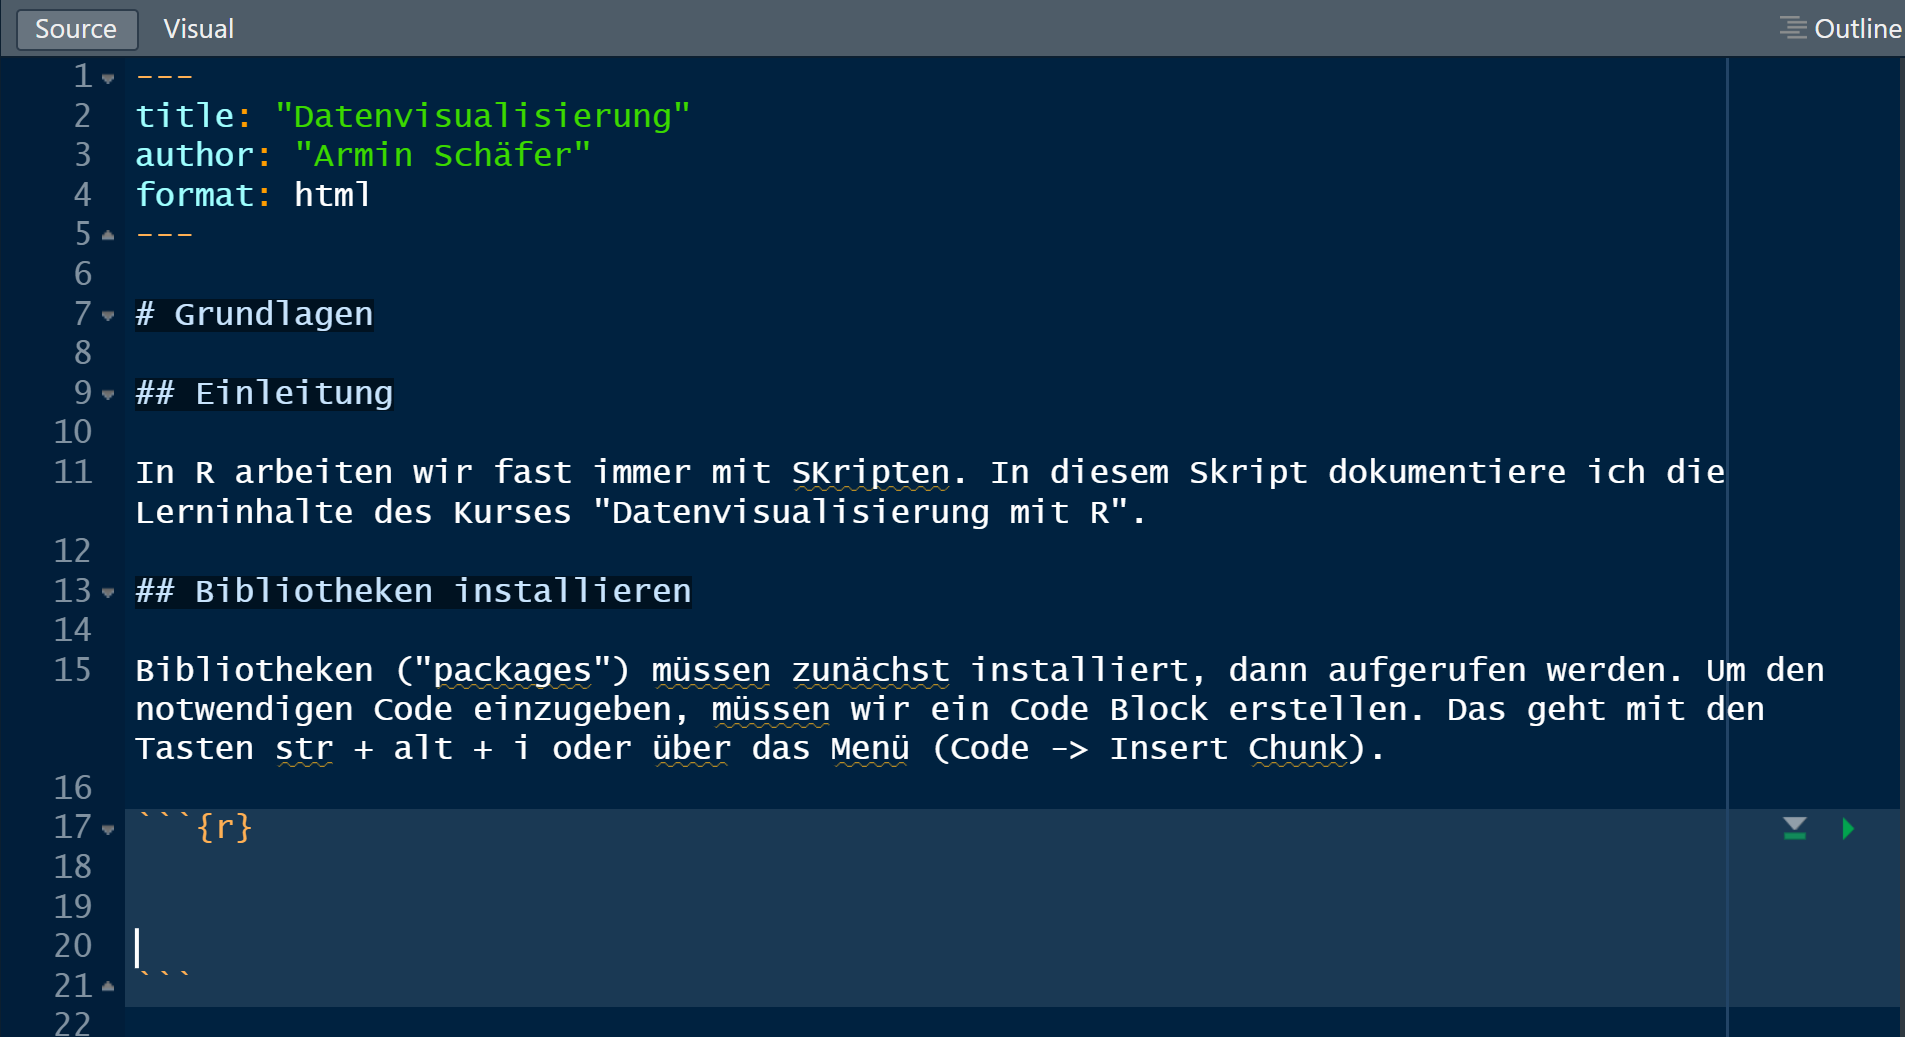 Source Visual Outline
1 ---
2 title: "Datenvisualisierung"
3 author: "Armin Schäfer"
4 format: html
5 ---
6
7 # Grundlagen
8
9 ## Einleitung
10
11 In R arbeiten wir fast immer mit SKripten. In diesem Skript dokumentiere ich die
Lerninhalte des Kurses "Datenvisualisierung mit R".
12
13 ## Bibliotheken installieren
14
15 Bibliotheken ("packages") müssen zunächst installiert, dann aufgerufen werden. Um den
notwendigen Code einzugeben, müssen wir ein Code Block erstellen. Das geht mit den
Tasten str + alt + i oder über das Menü (Code -> Insert Chunk).
16
17 ```{r}
18
19
20
21 ```
22